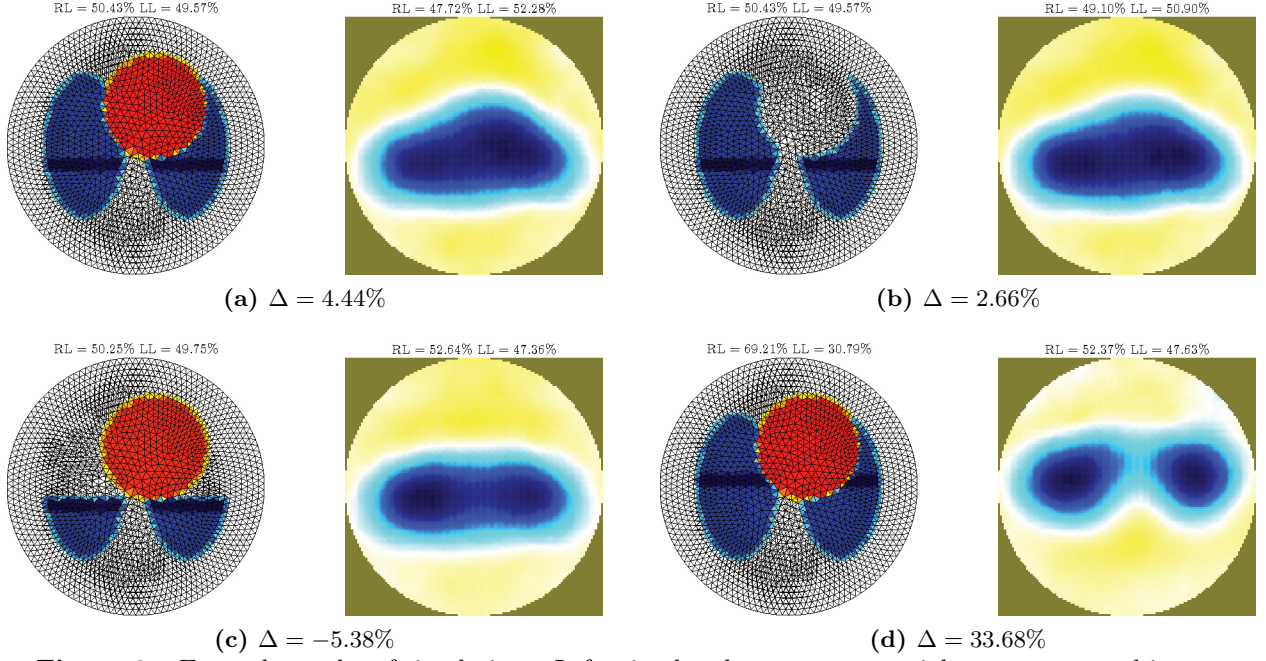 RL = 50.43% LL = 49.57%
RL = 47.72% LL = 52.28%
RL = 50.43% LL = 49.57%
RL = 49.10% LL = 50.90%
(a) Δ = 4.44%
(b) Δ = 2.66%
RL = 50.25% LL = 49.75%
RL = 52.64% LL = 47.36%
RL = 69.21% LL = 30.79%
RL = 52.37% LL = 47.63%
(c) Δ = −5.38%
(d) Δ = 33.68%